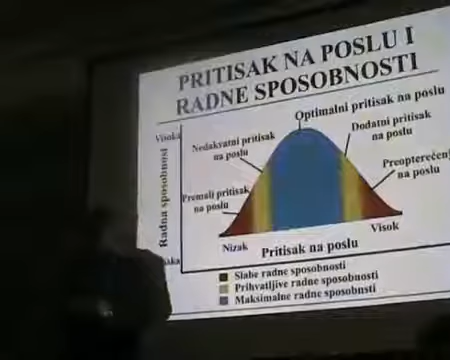 PRITISAK NA POSLU I
RADNE SPOSOBNOSTI
Optimalni pritisak na poslu
Visoka
Nedakvatni pritisak
na poslu
Dodatni pritisak
na poslu
Premali pritisak
na poslu
Preopterećenj
na poslu
Radna sposobnost
Nizak
Pritisak na poslu
Visok
Slabe radne sposobnosti
Prihvatljive radne sposobnosti
Maksimalne radne sposobnosti